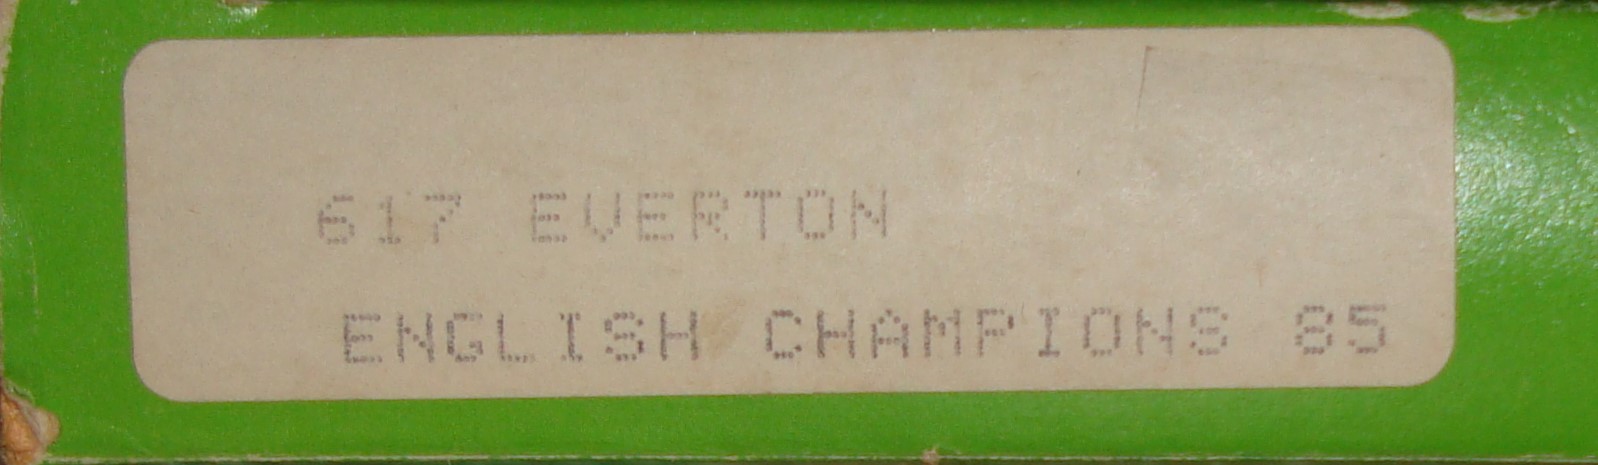 617 EVERTON
ENGLISH CHAMPIONS 85